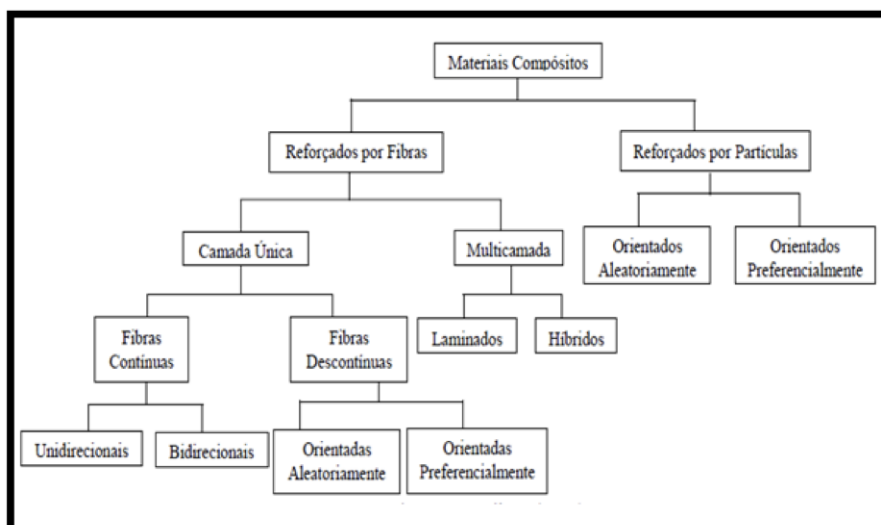 Materiais Compósitos
Reforçados por Fibras
Reforçados por Particulas
Camada Única
Multicamada
Orientados
Aleatoriamente
Orientados
Preferencialmente
Fibras
Contínuas
Fibras
Descontínuas
Laminados
Híbridos
Unidirecionais
Bidirecionais
Orientadas
Aleatoriamente
Orientadas
Preferencialmente